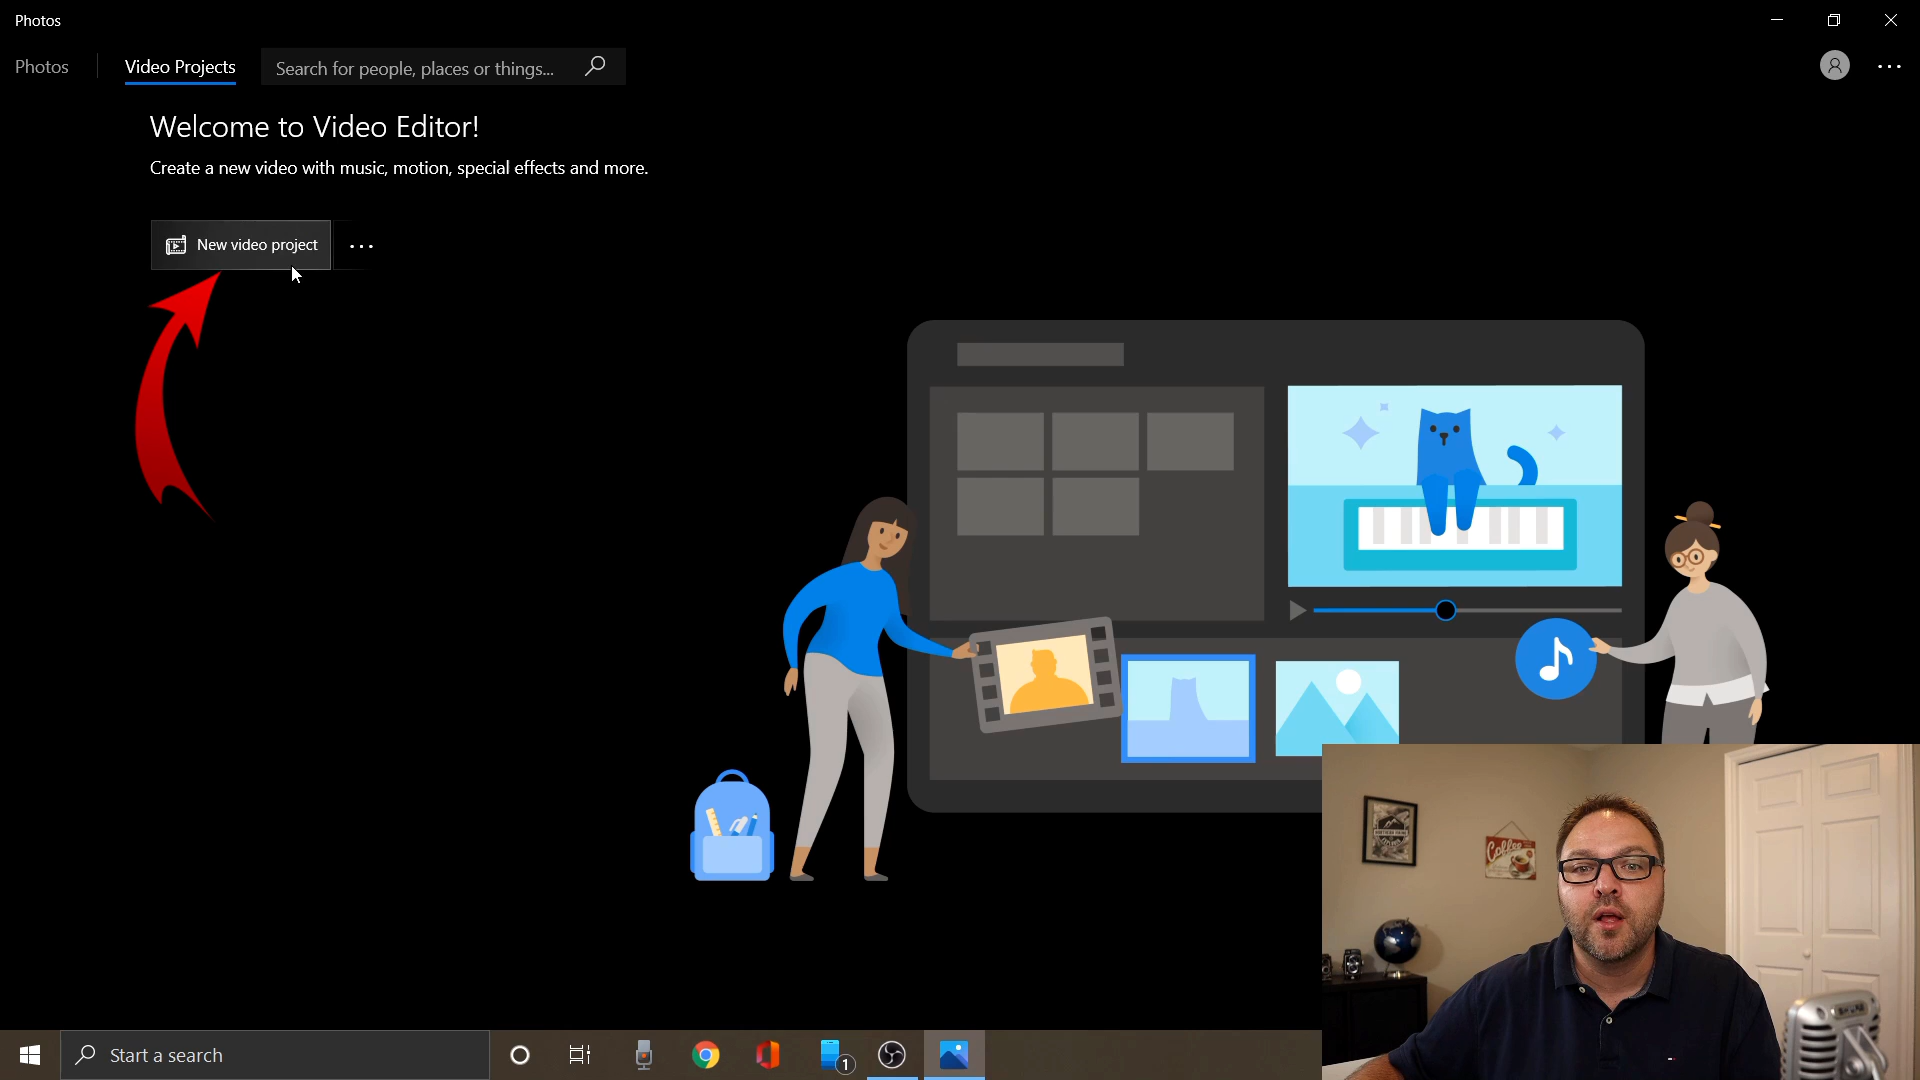 Photos
Photos
Video Projects
Search for people, places or things...
Welcome to Video Editor!
Create a new video with music, motion, special effects and more.
New video project
Start a search
1
Coffee